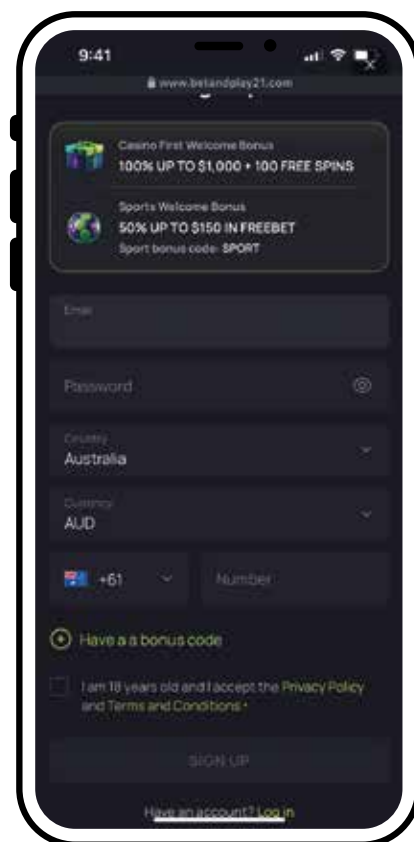 9:41
www.betandplay21.com
Casino First Welcome Bonus
100% UP TO $1,000 + 100 FREE SPINS
Sports Welcome Bonus
50% UP TO $150 IN FREEBET
Sport bonus code: SPORT
Email
Password
Country
Australia
Currency
AUD
+61
Number
Have a a bonus code
I am 18 years old and I accept the Privacy Policy
and Terms and Conditions *
SIGN UP
Have an account? Log in